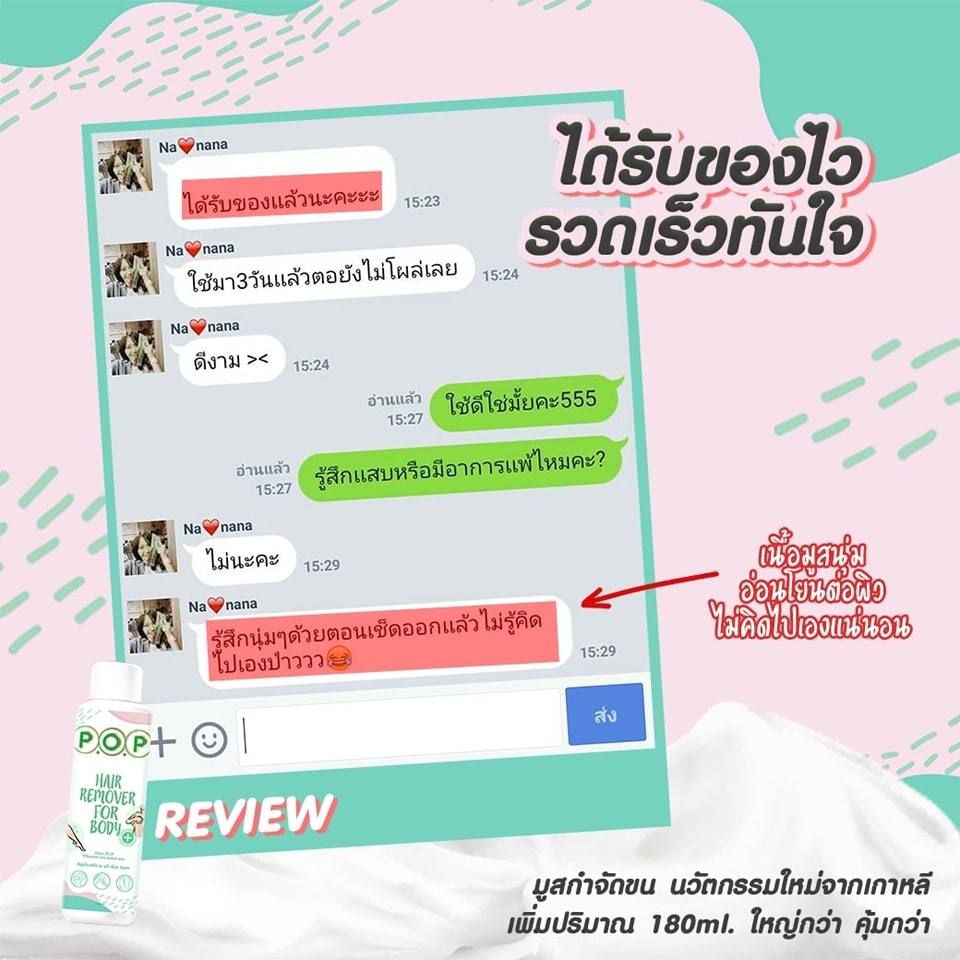 ได้รับของไว
รวดเร็วทันใจ
Na❤️nana
ได้รับของแล้วนะคะะะ
15:23
Na❤️nana
ใช้มา3วันแล้วตอยังไม่โผล่เลย
15:24
Na❤️nana
ดีงาม ><
15:24
อ่านแล้ว
15:27
ใช้ดีใช่มั้ยคะ555
อ่านแล้ว
15:27
รู้สึกแสบหรือมีอาการแพ้ไหมคะ?
Na❤️nana
ไม่นะคะ
15:29
Na❤️nana
รู้สึกนุ่มๆด้วยตอนเช็ดออกแล้วไม่รู้คิด
ไปเองป่าววว😂
15:29
เนื้อมูสนุ่ม
อ่อนโยนต่อผิว
ไม่คิดไปเองแน่นอน
ส่ง
P.O.P
HAIR
REMOVER
FOR
BODY
REVIEW
มูสกำจัดขน นวัตกรรมใหม่จากเกาหลี
เพิ่มปริมาณ 180ml. ใหญ่กว่า คุ้มกว่า